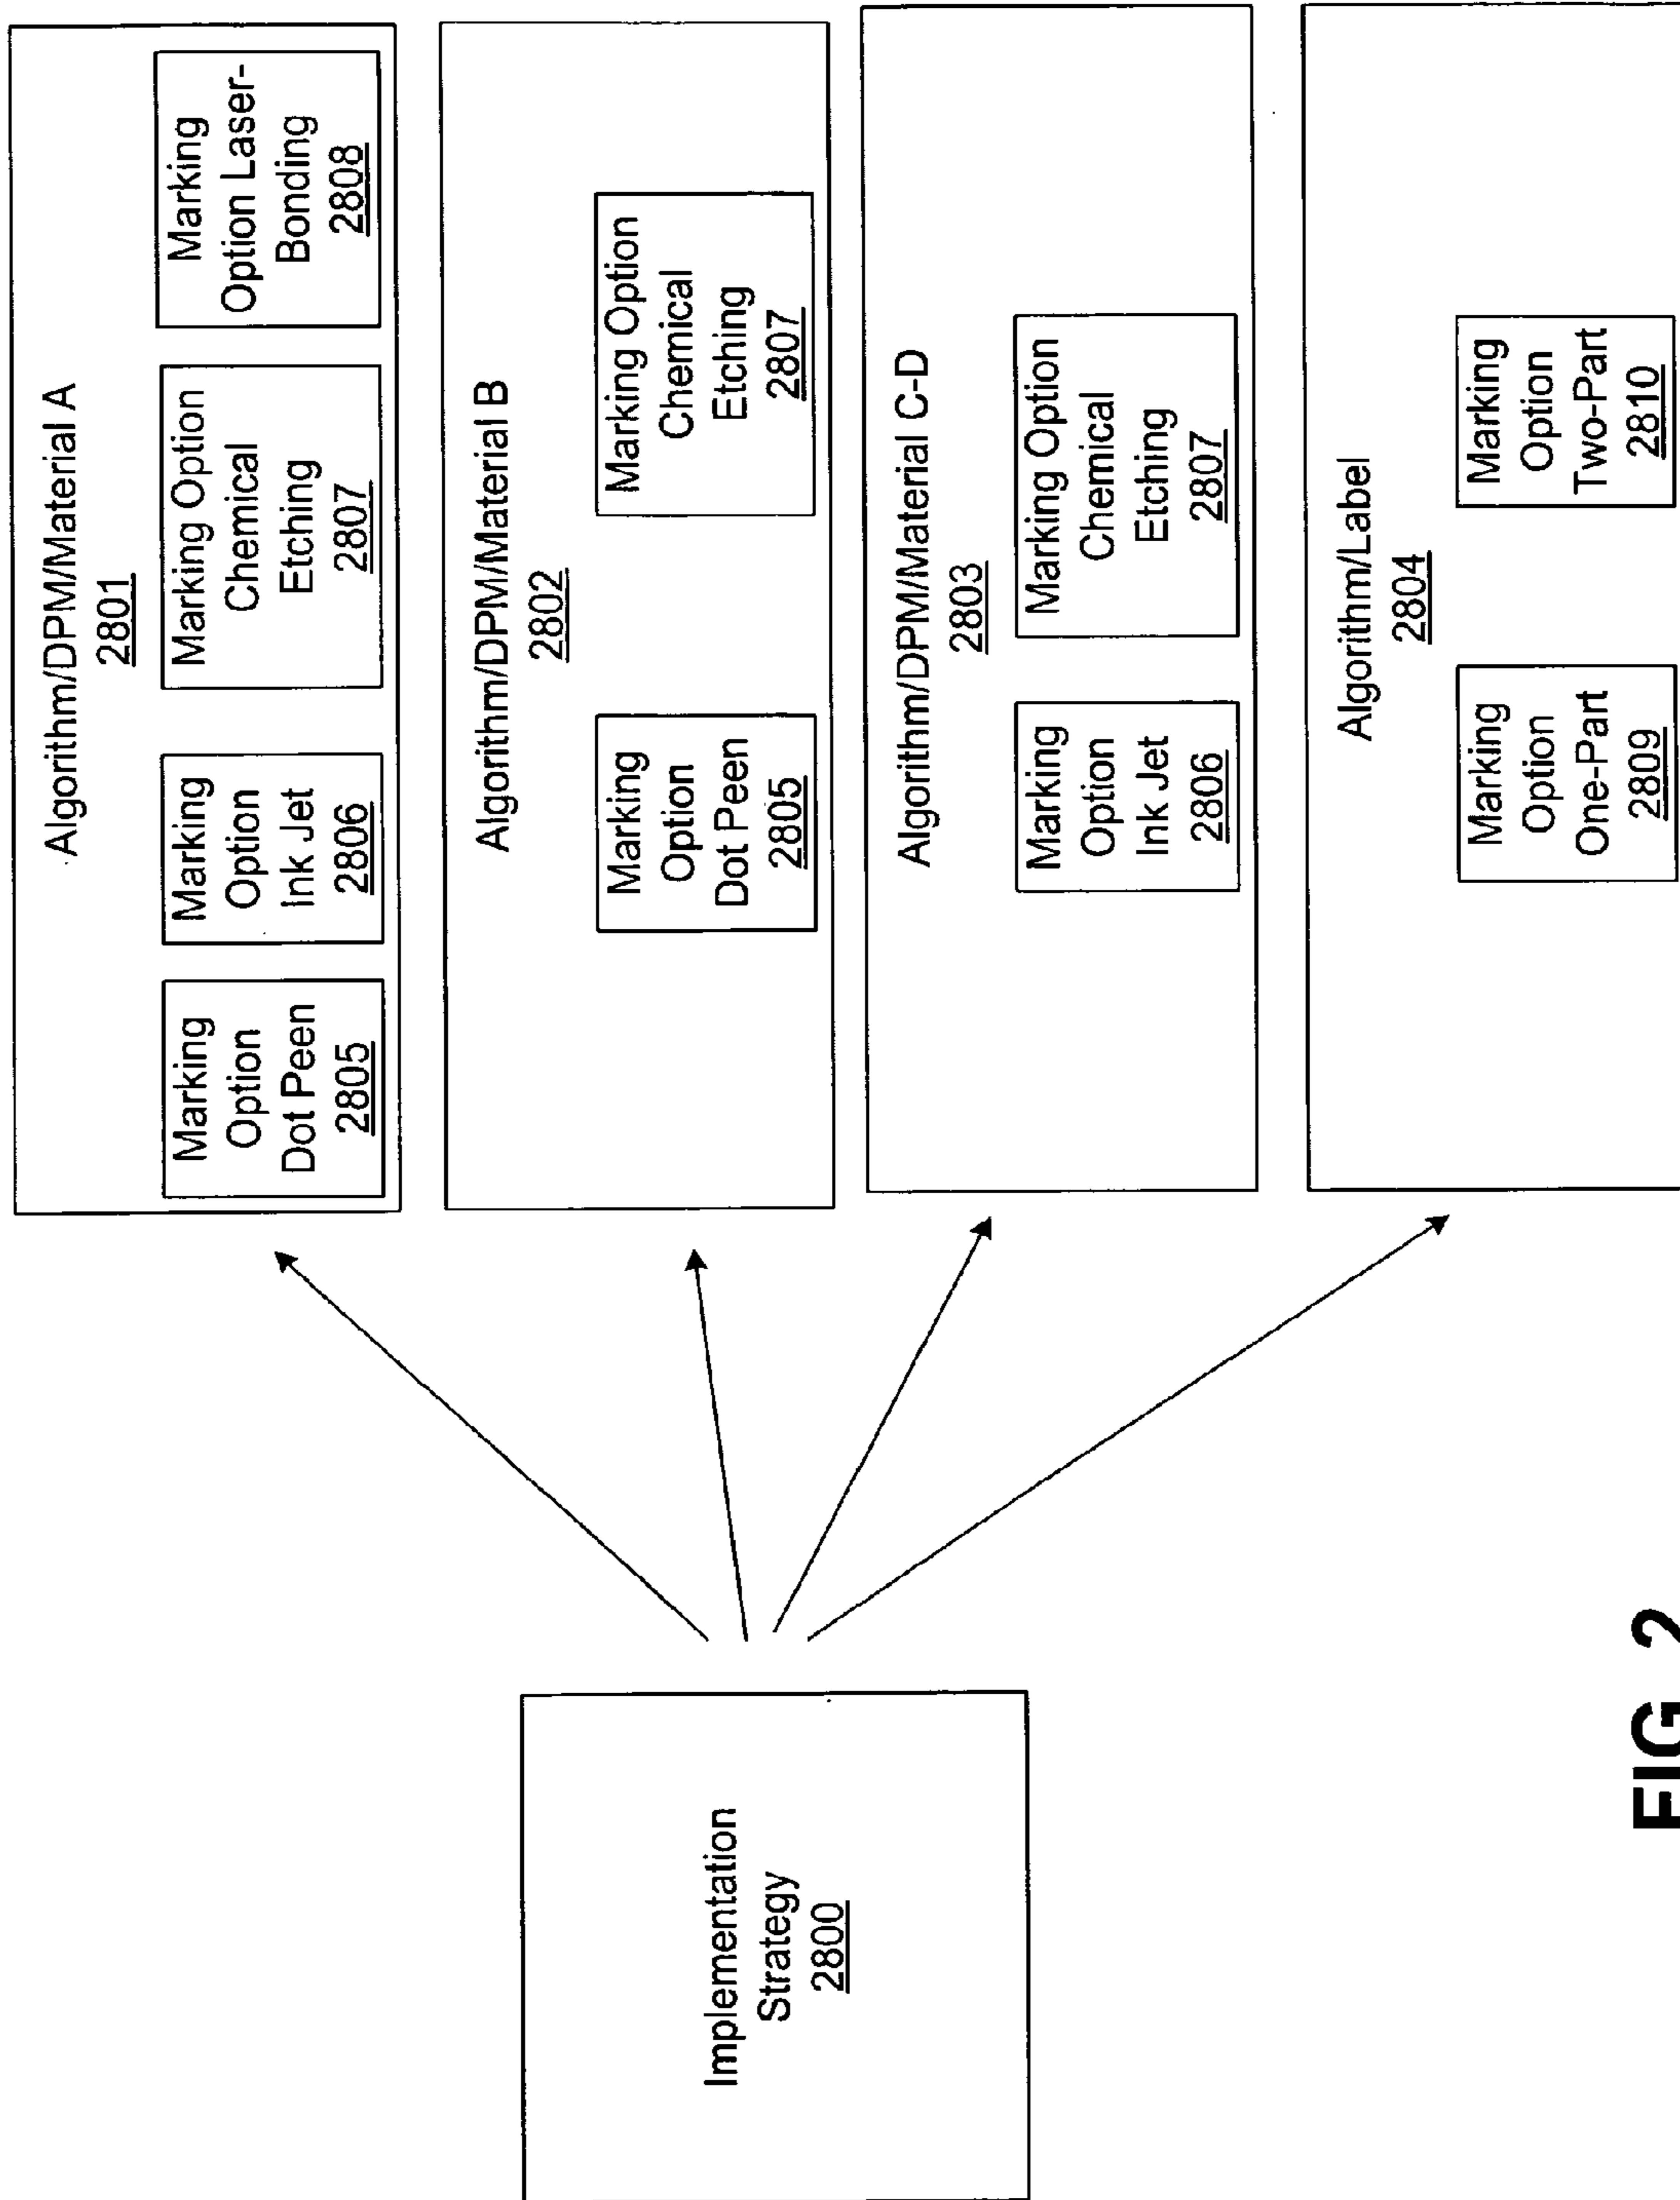 Implementation
Strategy
2800
Algorithm/DPM/Material A
2801
Marking
Option
Dot Peen
2805
Marking
Option
Ink Jet
2806
Marking Option
Chemical
Etching
2807
Marking
Option Laser-
Bonding
2808
Algorithm/DPM/Material B
2802
Marking
Option
Dot Peen
2805
Marking Option
Chemical
Etching
2807
Algorithm/DPM/Material C-D
2803
Marking
Option
Ink Jet
2806
Marking Option
Chemical
Etching
2807
Algorithm/Label
2804
Marking
Option
One-Part
2809
Marking
Option
Two-Part
2810
FIG 2